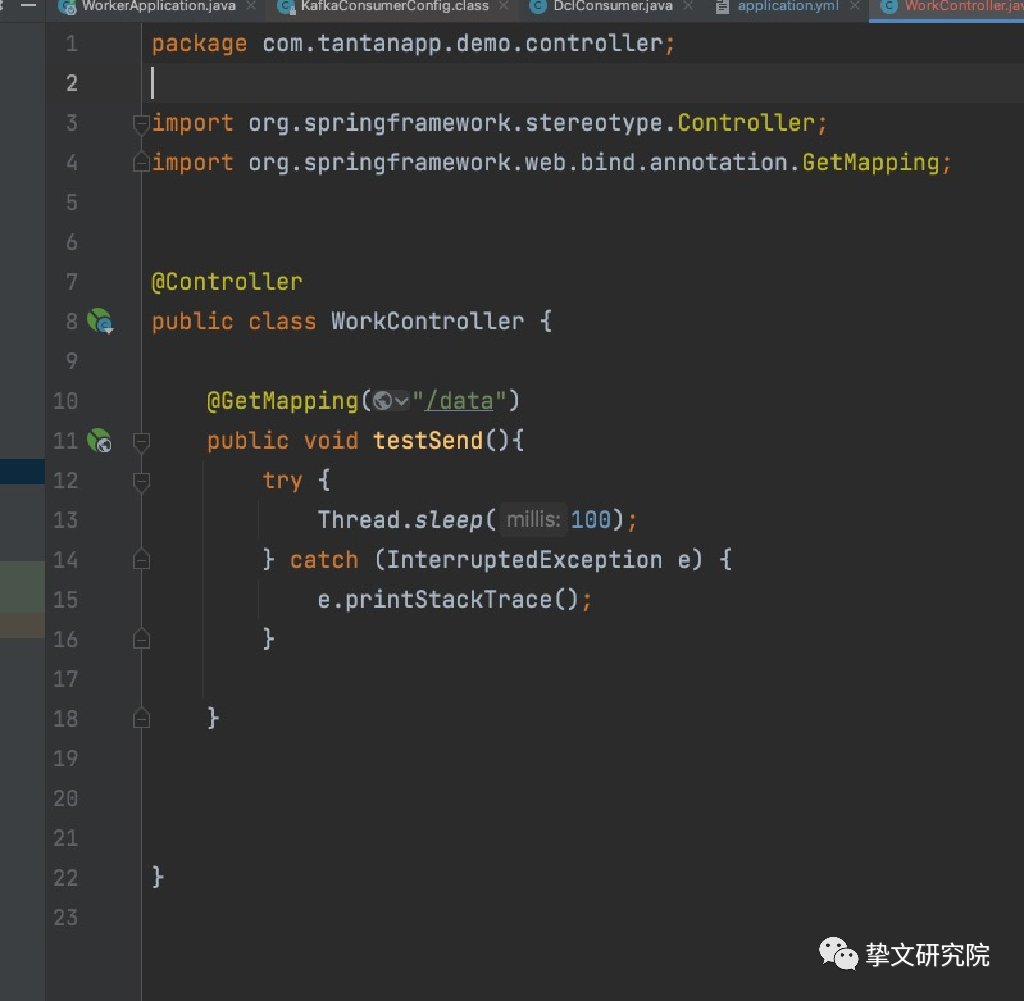 WorkerApplication.java KafkaConsumerConfig.class DclConsumer.java application.yml WorkController.jav
1 package com.tantanapp.demo.controller;
2
3 import org.springframework.stereotype.Controller;
4 import org.springframework.web.bind.annotation.GetMapping;
5
6
7 @Controller
8 public class WorkController {
9
10 @GetMapping("/data")
11 public void testSend(){
12 try {
13 Thread.sleep( millis: 100);
14 } catch (InterruptedException e) {
15 e.printStackTrace();
16 }
17
18 }
19
20
21
22 }
23
挚文研究院